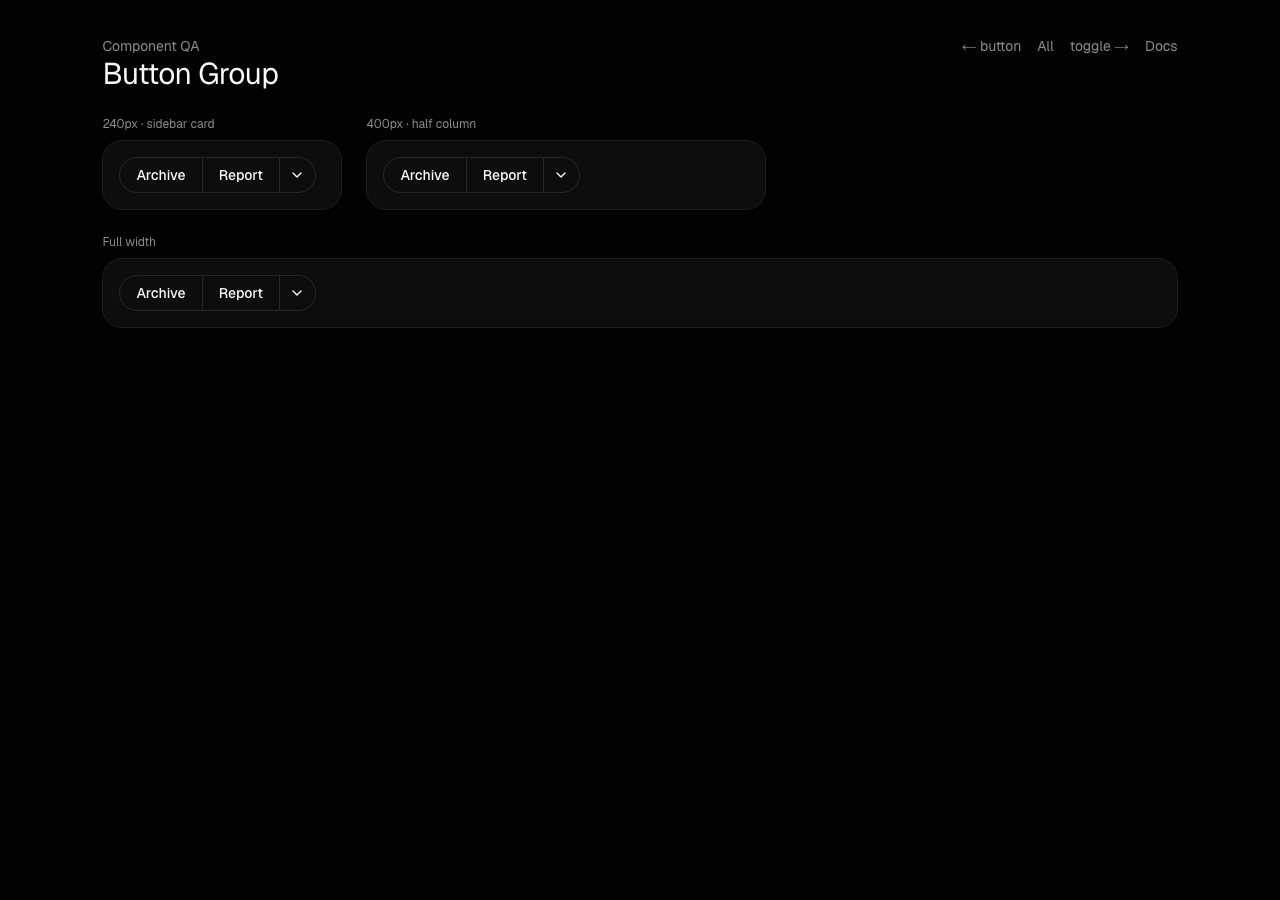 Component QA
← button All toggle → Docs
Button Group
240px · sidebar card
400px · half column
Archive Report
Archive Report
Full width
Archive Report